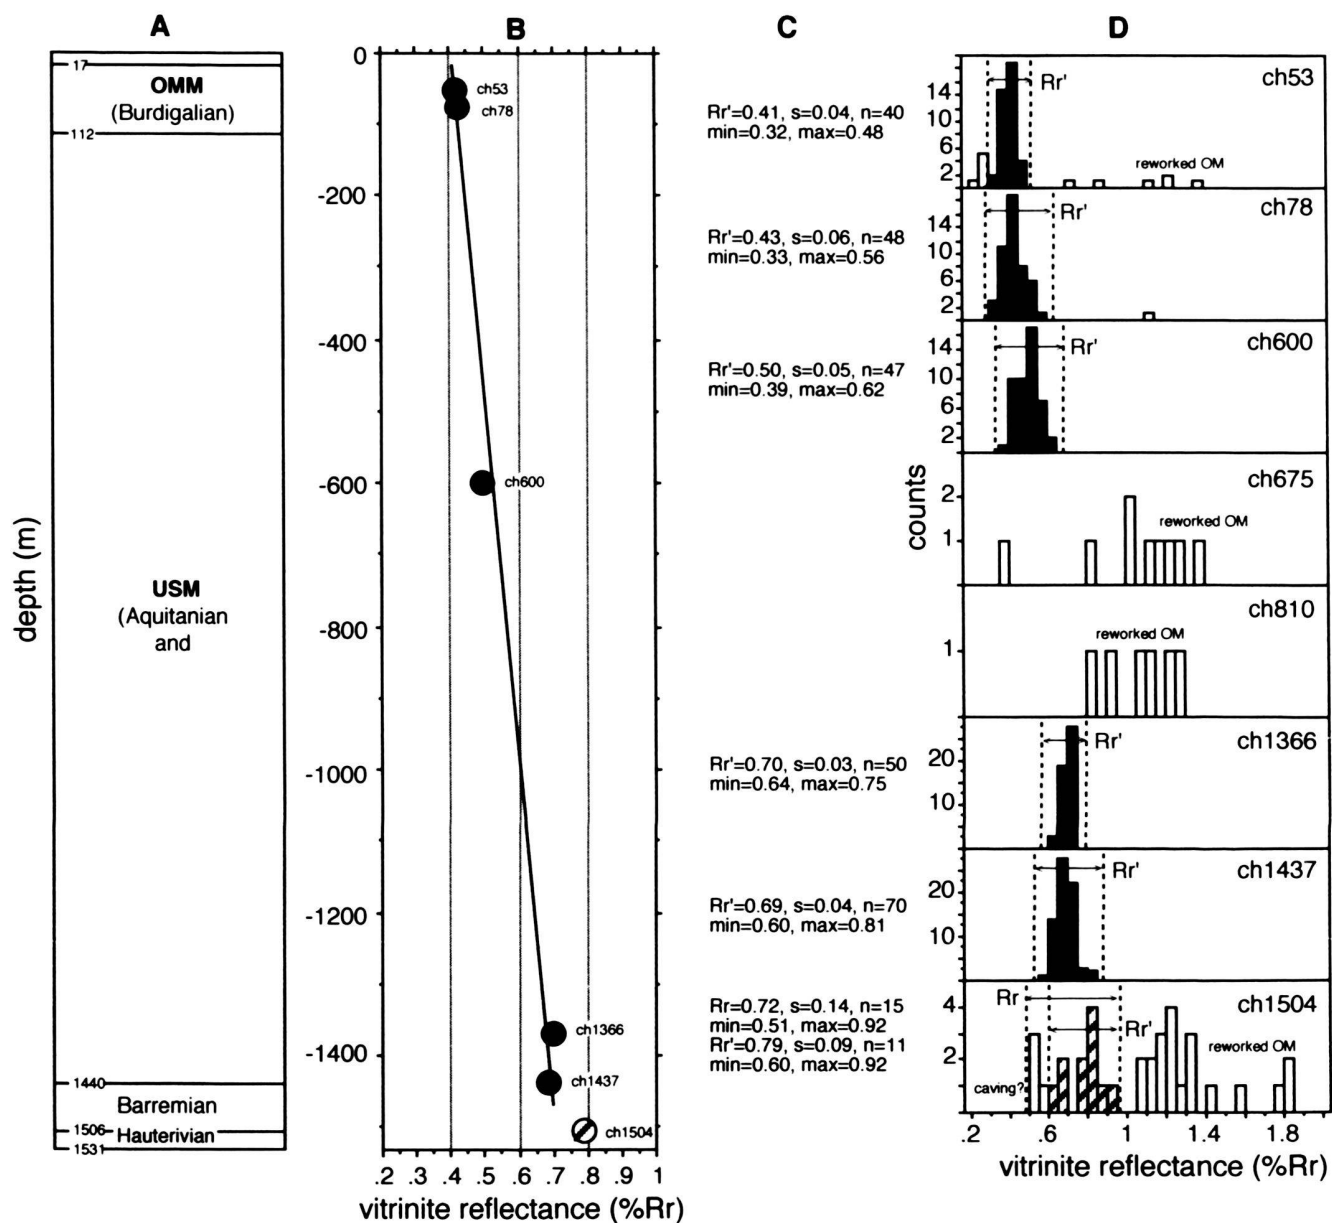 A
B
C
D
17
OMM
(Burdigalian)
112
USM
(Aquitanian
and
1440
Barremian
1506
Hauterivian
1531
depth (m)
0
-200
-400
-600
-800
-1000
-1200
-1400
ch53
ch78
ch600
ch1366
ch1437
ch1504
.2 .3 .4 .5 .6 .7 .8 .9 1
vitrinite reflectance (%Rr)
Rr'=0.41, s=0.04, n=40
min=0.32, max=0.48
Rr'=0.43, s=0.06, n=48
min=0.33, max=0.56
Rr'=0.50, s=0.05, n=47
min=0.39, max=0.62
Rr'=0.70, s=0.03, n=50
min=0.64, max=0.75
Rr'=0.69, s=0.04, n=70
min=0.60, max=0.81
Rr=0.72, s=0.14, n=15
min=0.51, max=0.92
Rr'=0.79, s=0.09, n=11
min=0.60, max=0.92
counts
14
10
6
2
Rr'
ch53
reworked OM
14
10
6
2
Rr'
ch78
14
10
6
2
Rr'
ch600
2
1
ch675
reworked OM
1
ch810
reworked OM
20
10
Rr'
ch1366
20
10
Rr'
ch1437
4
2
Rr
Rr'
ch1504
reworked OM
caving?
.2 .6 1 1.4 1.8
vitrinite reflectance (%Rr)